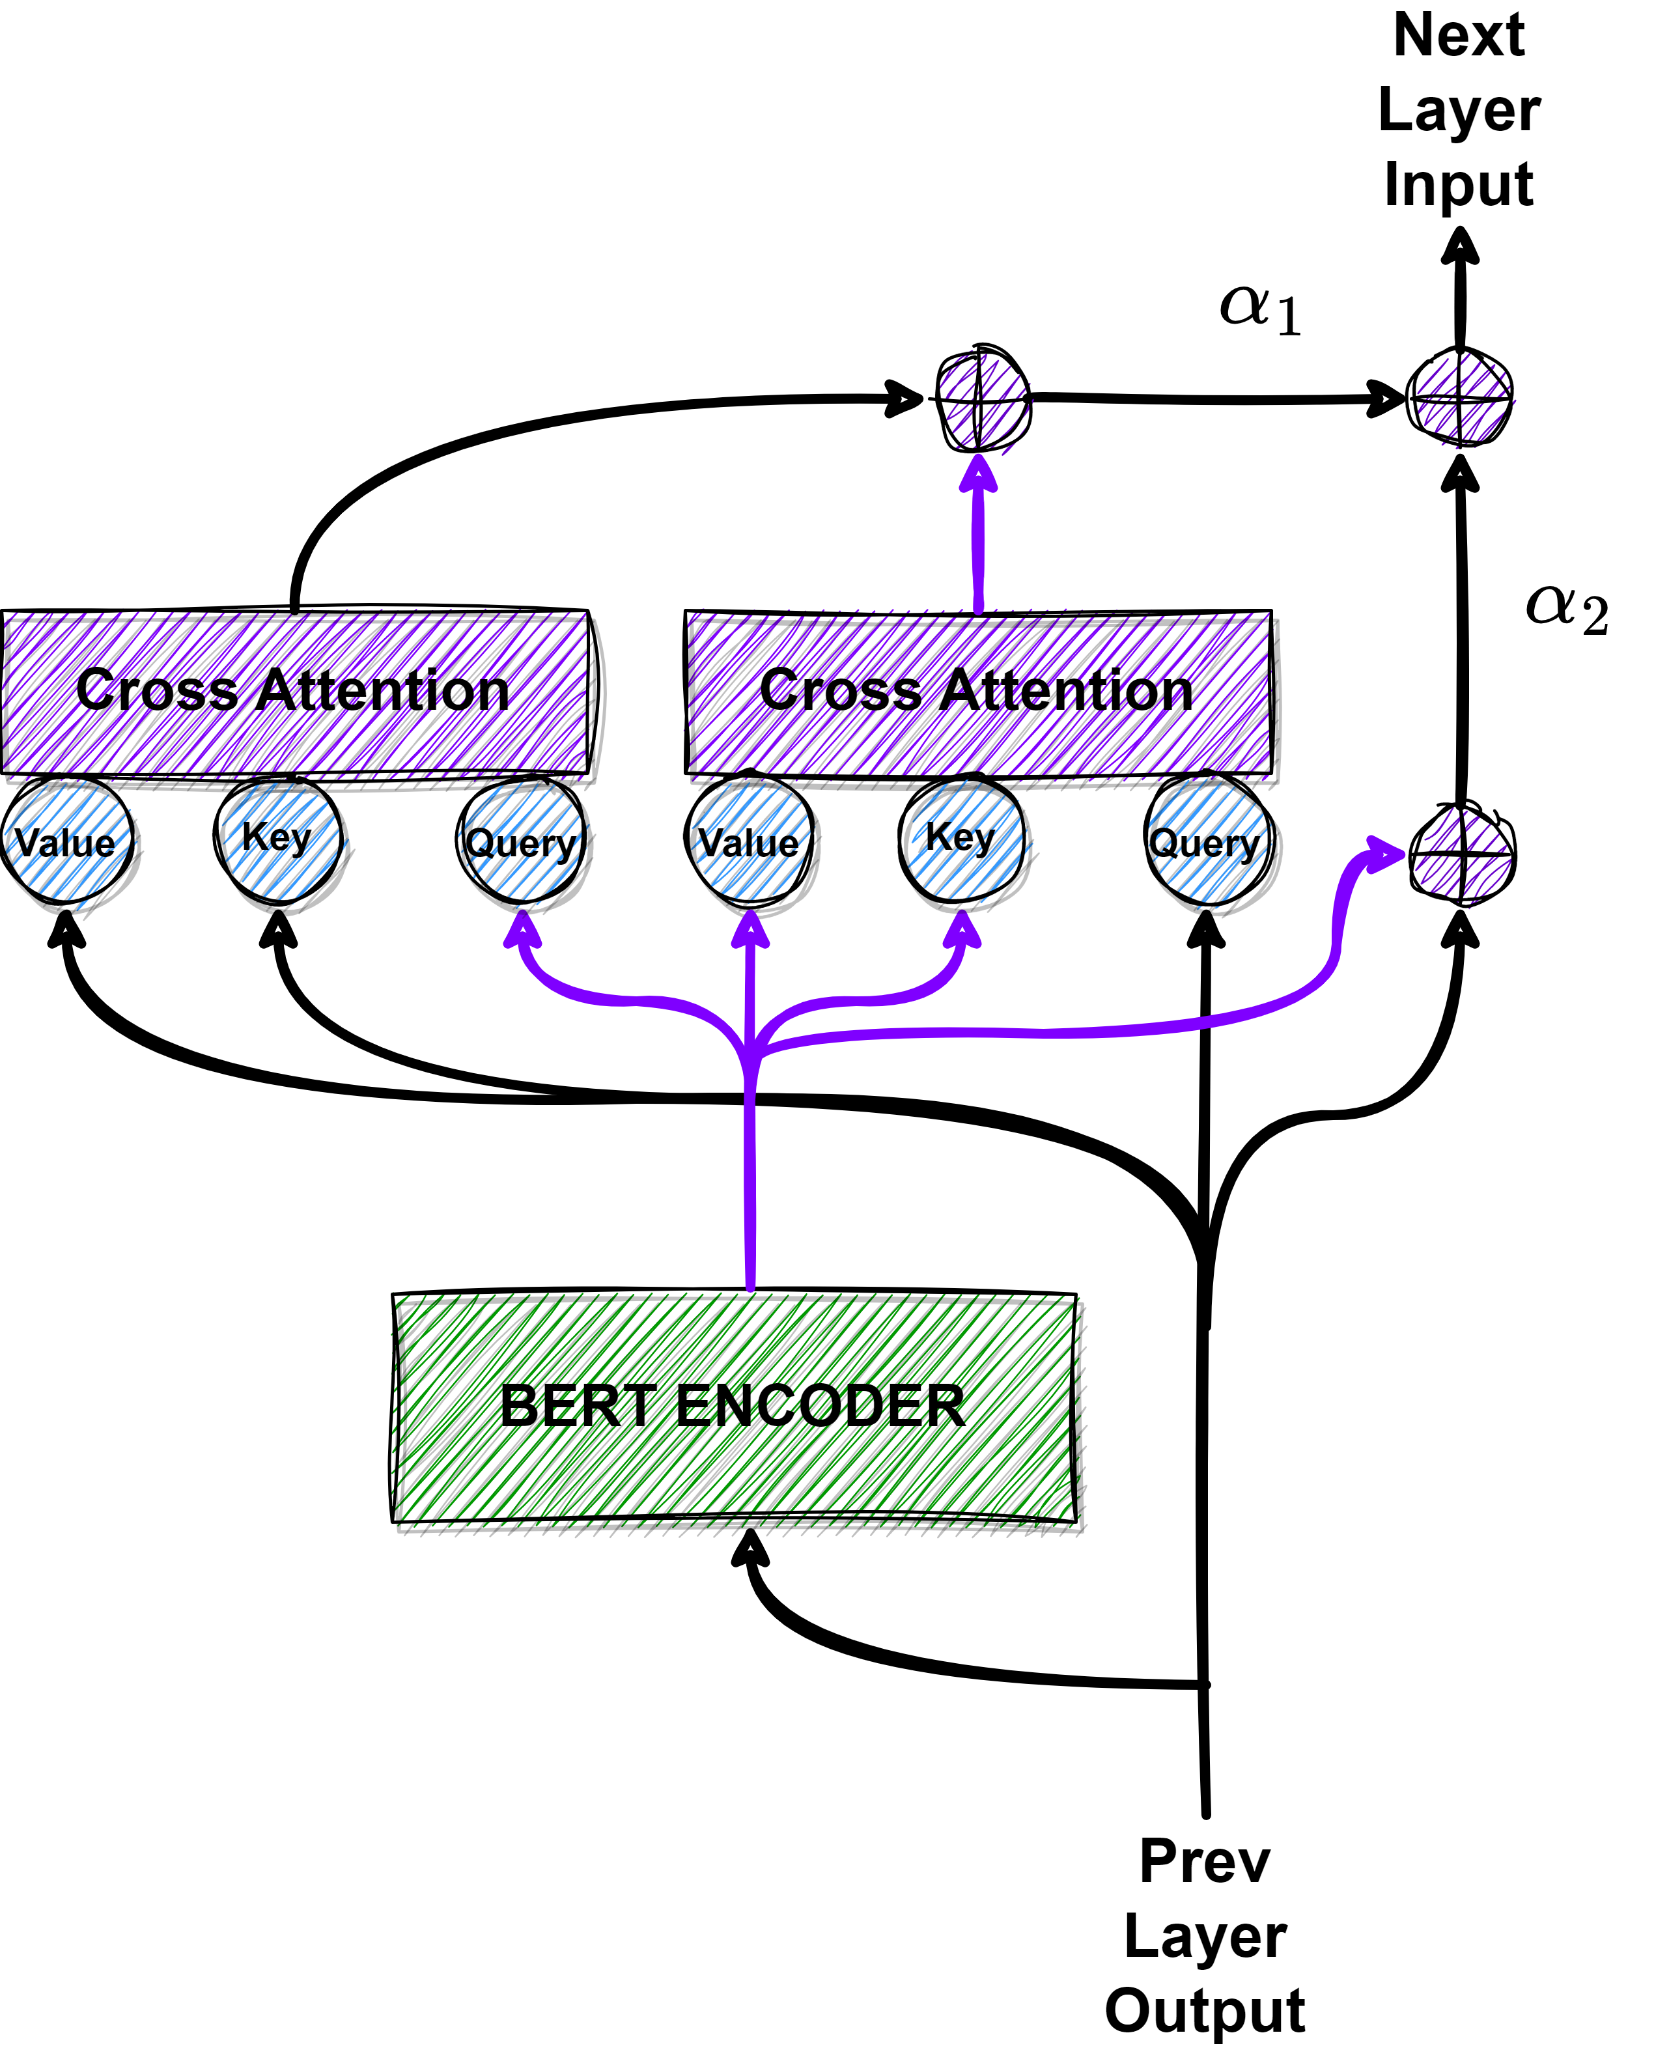 Next
Layer
Input
α₁
α₂
Cross Attention
Cross Attention
Value Key Query Value Key Query
BERT ENCODER
Prev
Layer
Output